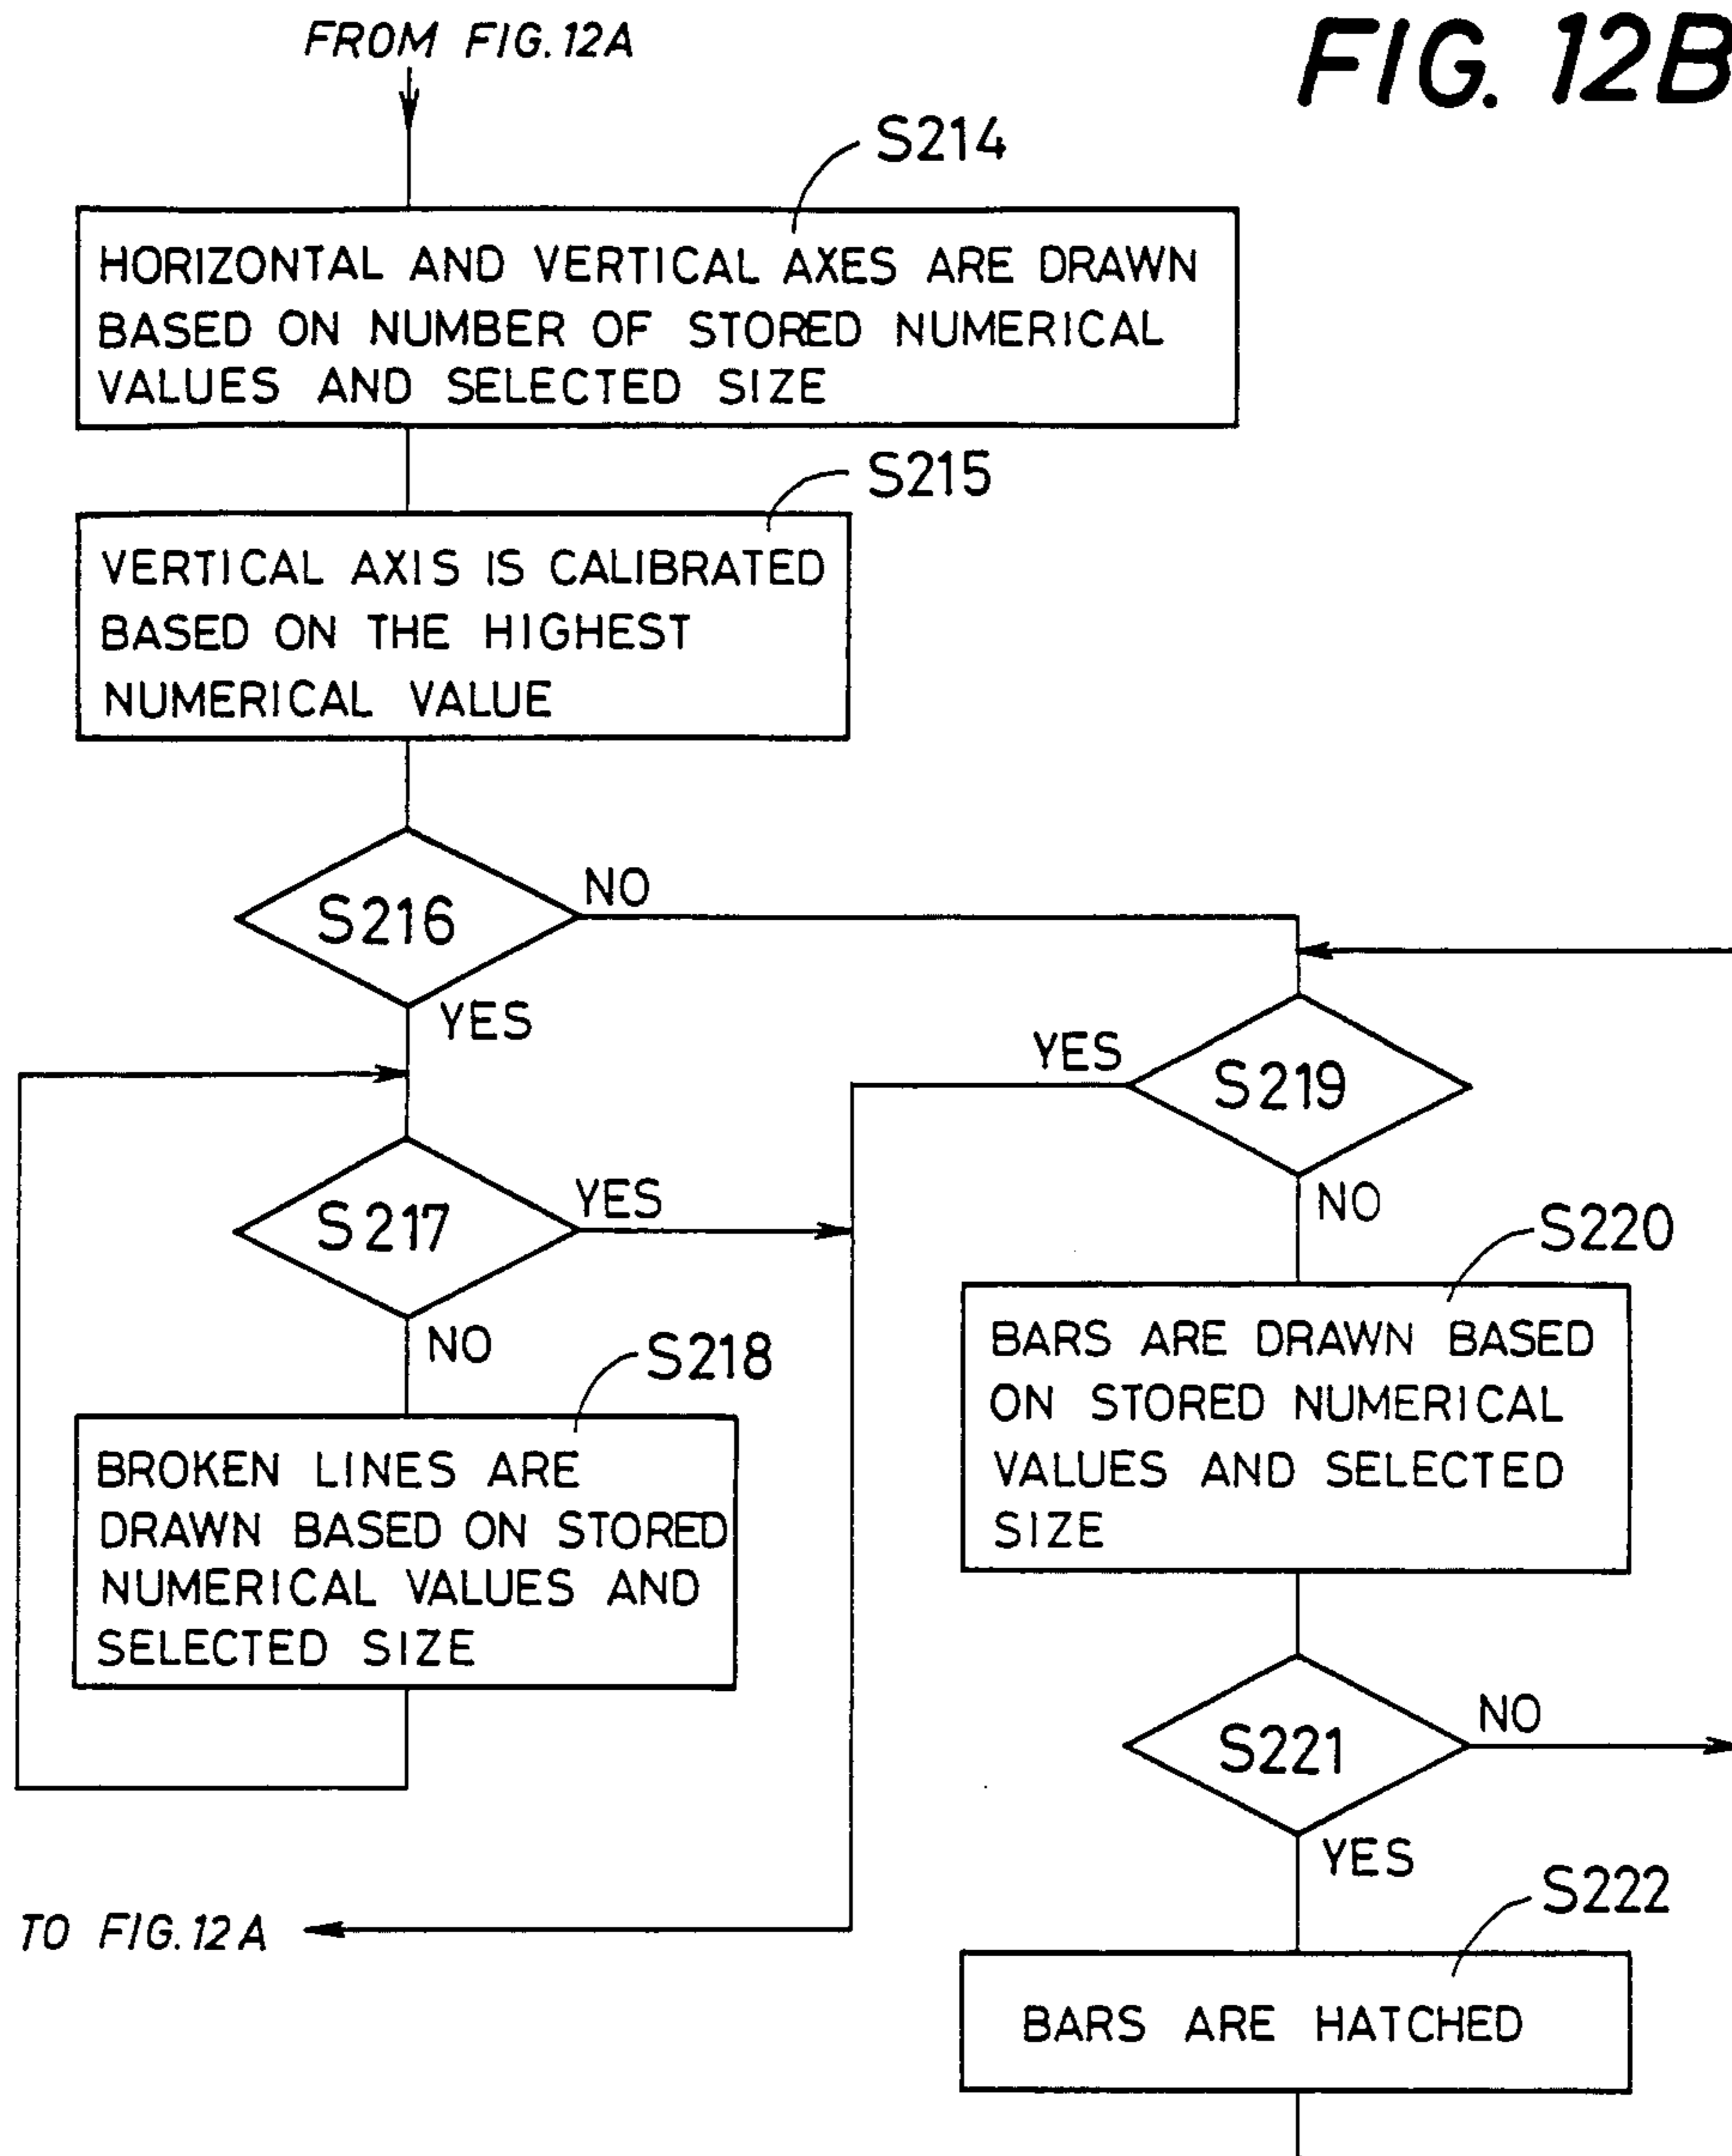 FROM FIG.12A
FIG. 12B
S214
HORIZONTAL AND VERTICAL AXES ARE DRAWN
BASED ON NUMBER OF STORED NUMERICAL
VALUES AND SELECTED SIZE
S215
VERTICAL AXIS IS CALIBRATED
BASED ON THE HIGHEST
NUMERICAL VALUE
S216
NO
YES
S217
YES
NO
S218
BROKEN LINES ARE
DRAWN BASED ON STORED
NUMERICAL VALUES AND
SELECTED SIZE
YES
S219
NO
S220
BARS ARE DRAWN BASED
ON STORED NUMERICAL
VALUES AND SELECTED
SIZE
S221
NO
YES
S222
BARS ARE HATCHED
TO FIG.12A